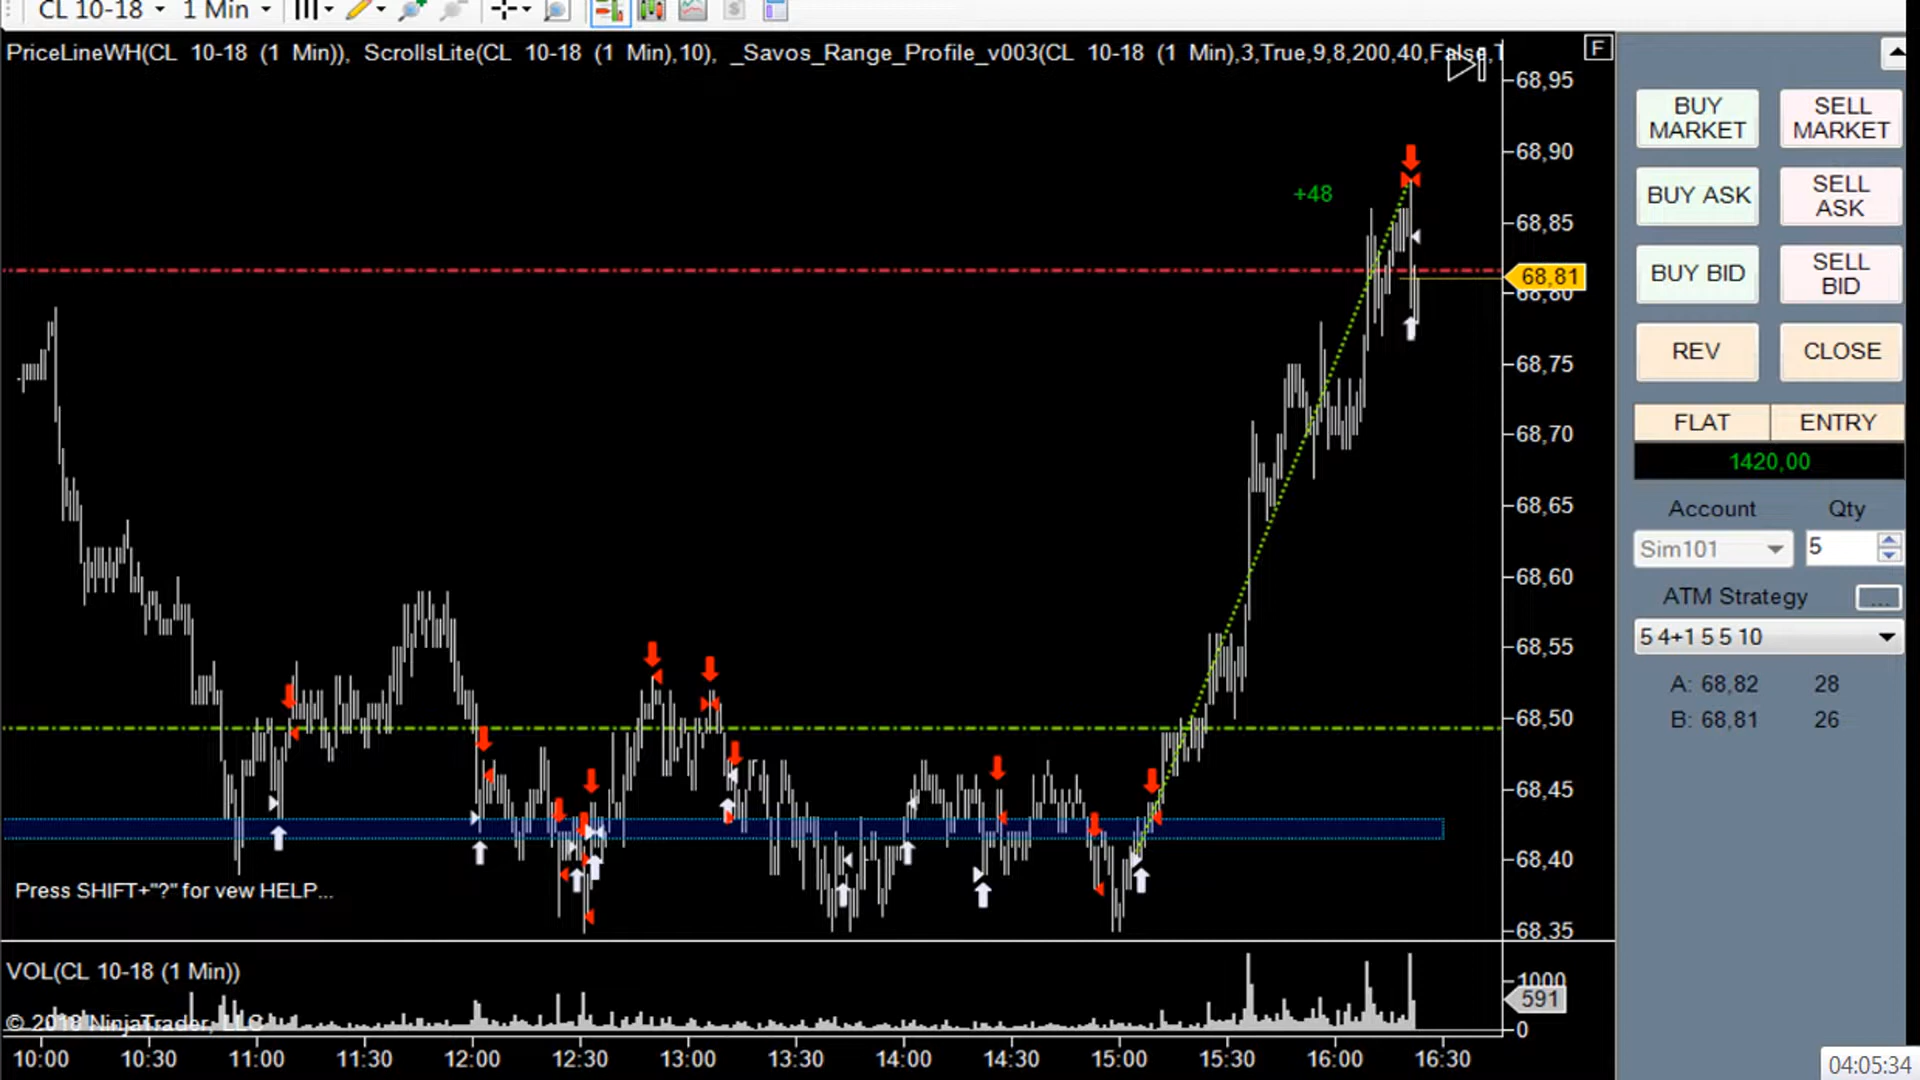 CL 10-18 1 Min
PriceLineWH(CL 10-18 (1 Min)), ScrollsLite(CL 10-18 (1 Min),10), _Savos_Range_Profile_v003(CL 10-18 (1 Min),3,True,9,8,200,40,False,T
F
68,95
68,90
68,85
68,81
68,80
68,75
68,70
68,65
68,60
68,55
68,50
68,45
68,40
68,35
+48
Press SHIFT+"?" for vew HELP...
VOL(CL 10-18 (1 Min))
1000
591
0
© 2018 NinjaTrader, LLC
10:00 10:30 11:00 11:30 12:00 12:30 13:00 13:30 14:00 14:30 15:00 15:30 16:00 16:30
BUY MARKET
SELL MARKET
BUY ASK
SELL ASK
BUY BID
SELL BID
REV
CLOSE
FLAT
ENTRY
1420,00
Account
Qty
Sim101
5
ATM Strategy
...
5 4+1 5 5 10
A: 68,82 28
B: 68,81 26
04:05:34